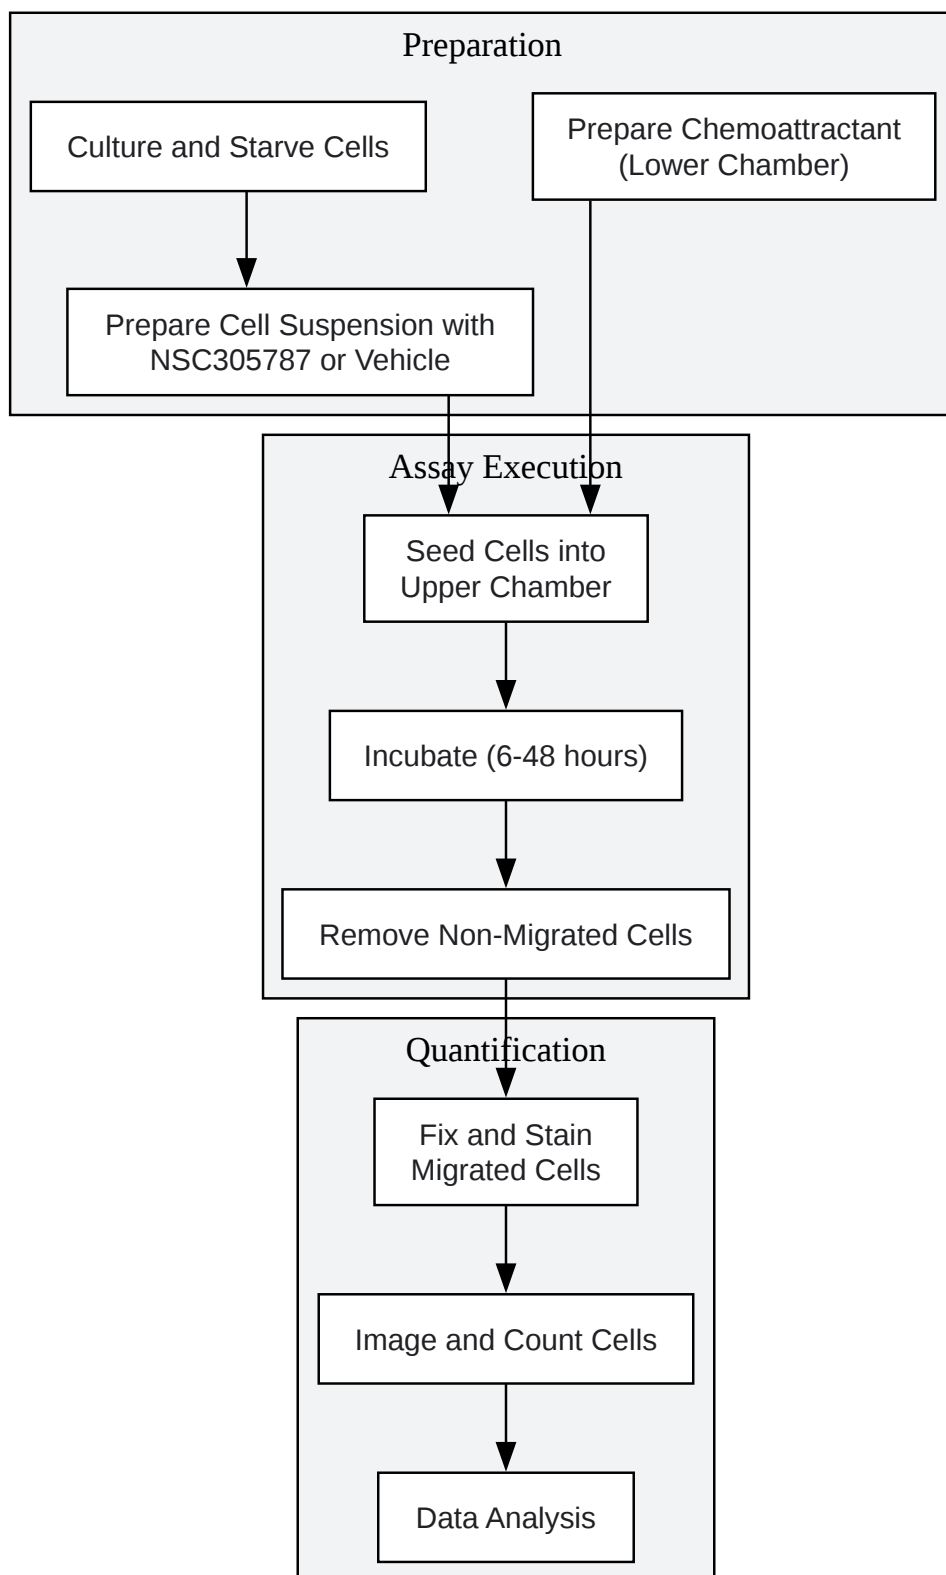 Preparation
Culture and Starve Cells
Prepare Chemoattractant
(Lower Chamber)
Prepare Cell Suspension with
NSC305787 or Vehicle
Assay Execution
Seed Cells into
Upper Chamber
Incubate (6-48 hours)
Remove Non-Migrated Cells
Quantification
Fix and Stain
Migrated Cells
Image and Count Cells
Data Analysis